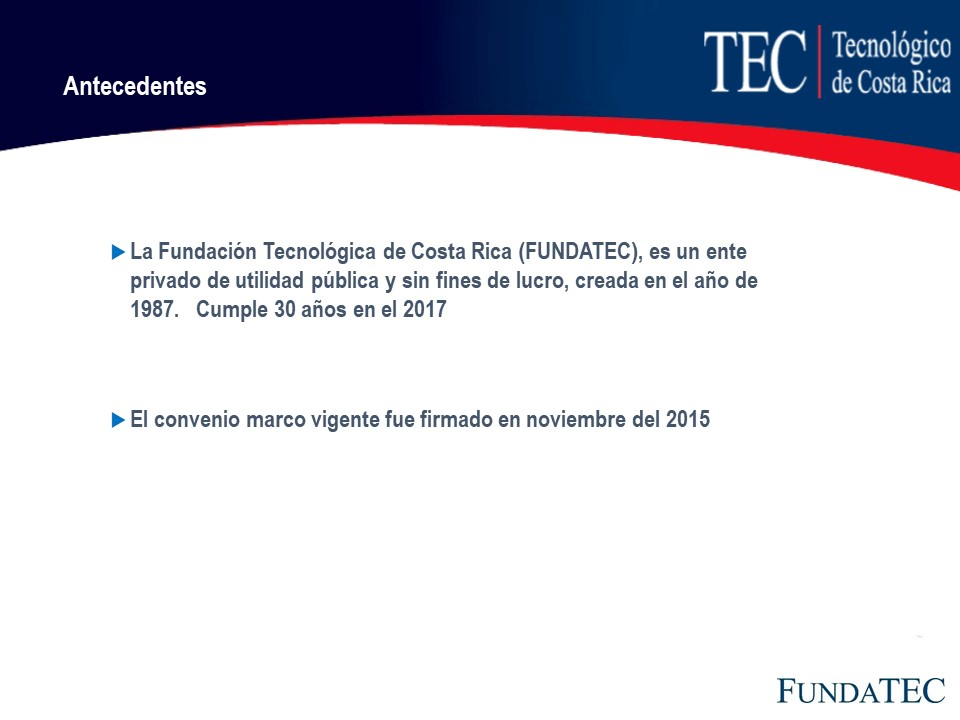 TEC
Tecnológico
de Costa Rica
Antecedentes
La Fundación Tecnológica de Costa Rica (FUNDATEC), es un ente
privado de utilidad pública y sin fines de lucro, creada en el año de
1987.   Cumple 30 años en el 2017
El convenio marco vigente fue firmado en noviembre del 2015
FUNDATEC